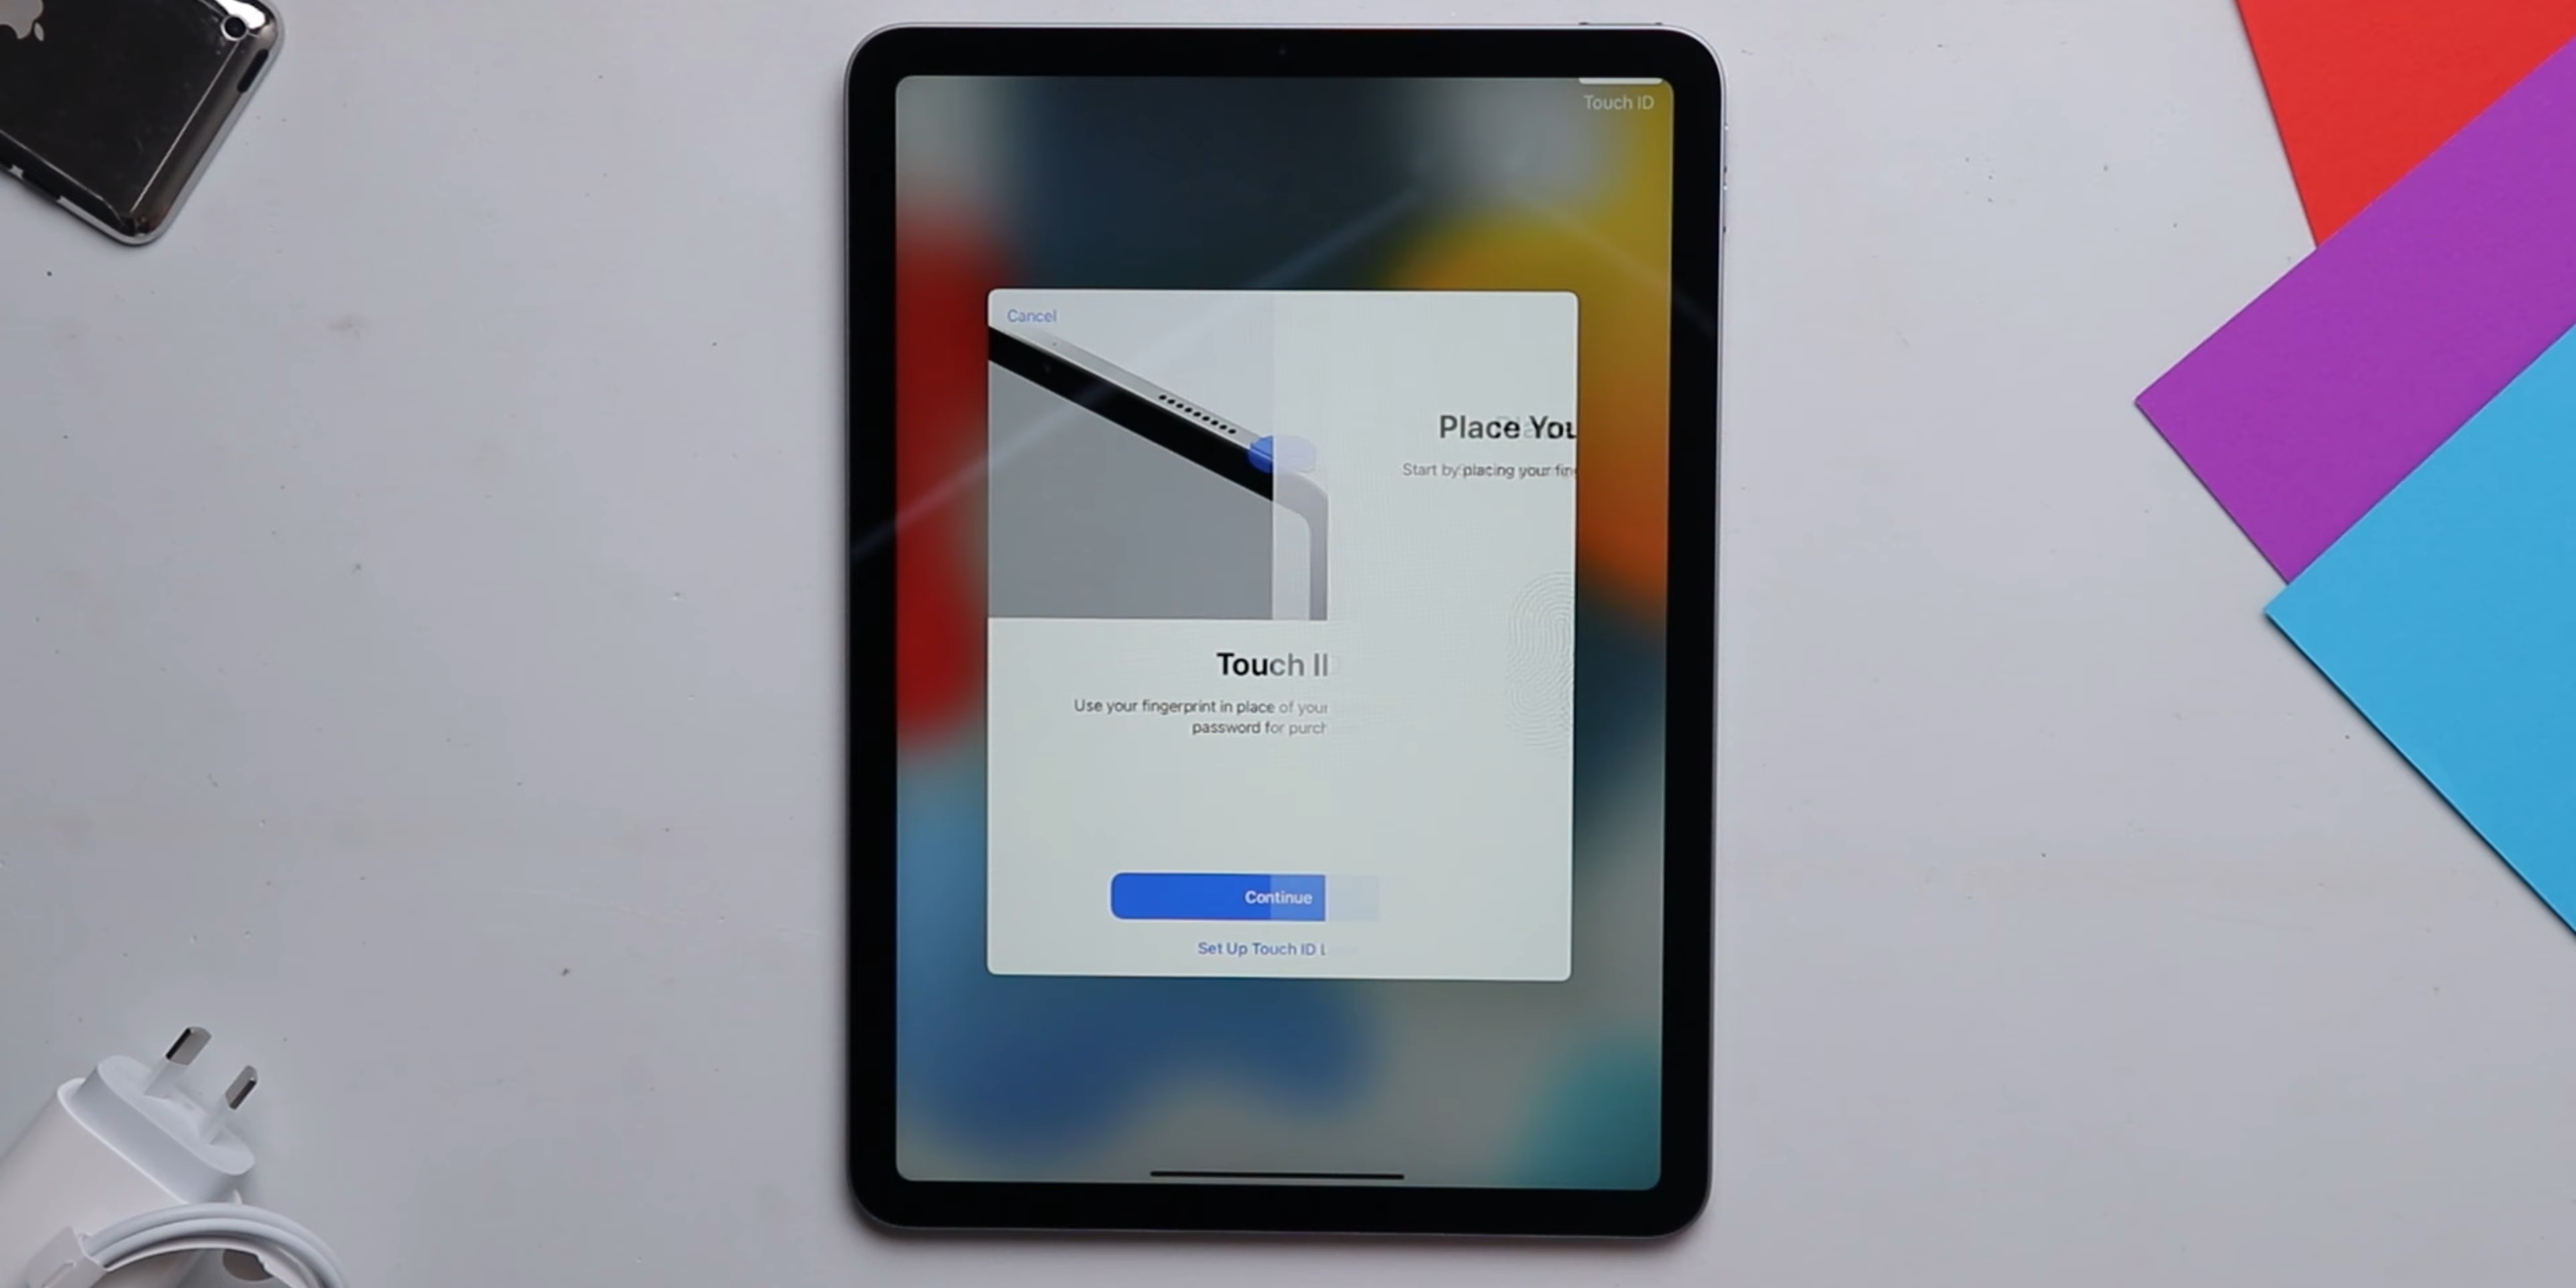 Touch ID
Cancel
Place You
Start by placing your fin
Touch I
Use your fingerprint in place of your
password for purch
Continue
Set Up Touch ID L